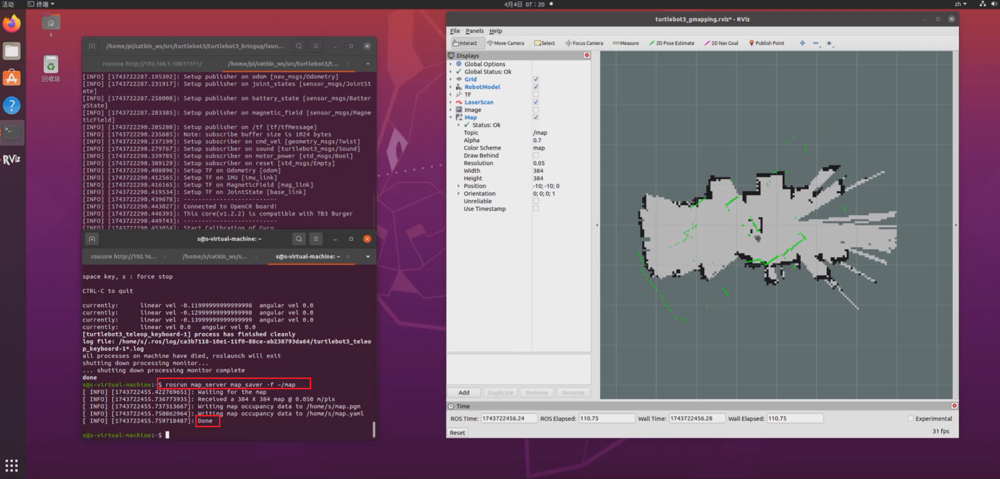 活动
终端
4月4日 07：20
zh
s
回收站
RViz
/home/pi/catkin_ws/src/turtlebot3/turtlebot3_bringup/laun...
roscore http://192.168.1.108:11311/
/home/pi/catkin_ws/src/turtlebot3/t...
[INFO] [1743722287.195392]: Setup publisher on odom [nav_msgs/Odometry]
[INFO] [1743722287.231917]: Setup publisher on joint_states [sensor_msgs/JointSt
ate]
[INFO] [1743722287.258000]: Setup publisher on battery_state [sensor_msgs/Batter
yState]
[INFO] [1743722287.283385]: Setup publisher on magnetic_field [sensor_msgs/Magne
ticField]
[INFO] [1743722290.205280]: Setup publisher on /tf [tf/tfMessage]
[INFO] [1743722290.235685]: Note: subscribe buffer size is 1024 bytes
[INFO] [1743722290.237199]: Setup subscriber on cmd_vel [geometry_msgs/Twist]
[INFO] [1743722290.279767]: Setup subscriber on sound [turtlebot3_msgs/Sound]
[INFO] [1743722290.339785]: Setup subscriber on motor_power [std_msgs/Bool]
[INFO] [1743722290.389129]: Setup subscriber on reset [std_msgs/Empty]
[INFO] [1743722290.408896]: Setup TF on Odometry [odom]
[INFO] [1743722290.412565]: Setup TF on IMU [imu_link]
[INFO] [1743722290.416165]: Setup TF on MagneticField [mag_link]
[INFO] [1743722290.419534]: Setup TF on JointState [base_link]
[INFO] [1743722290.439678]: --------------------------
[INFO] [1743722290.443027]: Connected to OpenCR board!
[INFO] [1743722290.446393]: This core(v1.2.2) is compatible with TB3 Burger
[INFO] [1743722290.449743]: --------------------------
[INFO] [1743722290.453054]: Start Calibration of Gyro
s@s-virtual-machine: ~
roscore http://192.16...
/home/s/catkin_ws/s...
s@s-virtual-machine: ~
space key, s : force stop
CTRL-C to quit
currently: linear vel -0.11999999999999998 angular vel 0.0
currently: linear vel -0.12999999999999998 angular vel 0.0
currently: linear vel -0.13999999999999999 angular vel 0.0
currently: linear vel 0.0 angular vel 0.0
[turtlebot3_teleop_keyboard-1] process has finished cleanly
log file: /home/s/.ros/log/ca3b7118-10e1-11f0-88ce-ab238793da64/turtlebot3_teleo
p_keyboard-1*.log
all processes on machine have died, roslaunch will exit
shutting down processing monitor...
... shutting down processing monitor complete
done
s@s-virtual-machine:~$ rosrun map_server map_saver -f ~/map
[ INFO] [1743722455.422769651]: Waiting for the map
[ INFO] [1743722455.736773935]: Received a 384 X 384 map @ 0.050 m/pix
[ INFO] [1743722455.737313667]: Writing map occupancy data to /home/s/map.pgm
[ INFO] [1743722455.758862964]: Writing map occupancy data to /home/s/map.yaml
[ INFO] [1743722455.759718487]: Done
s@s-virtual-machine:~$
turtlebot3_gmapping.rviz* - RViz
File Panels Help
Interact Move Camera Select Focus Camera Measure 2D Pose Estimate 2D Nav Goal Publish Point
Displays
Global Options
Global Status: Ok
Grid
RobotModel
TF
LaserScan
Image
Map
Status: Ok
Topic /map
Alpha 0.7
Color Scheme map
Draw Behind
Resolution 0.05
Width 384
Height 384
Position -10; -10; 0
Orientation 0; 0; 0; 1
Unreliable
Use Timestamp
Add Duplicate Remove Rename
Time
ROS Time: 1743722456.24 ROS Elapsed: 110.75 Wall Time: 1743722456.28 Wall Elapsed: 110.75 Experimental
Reset 31 fps